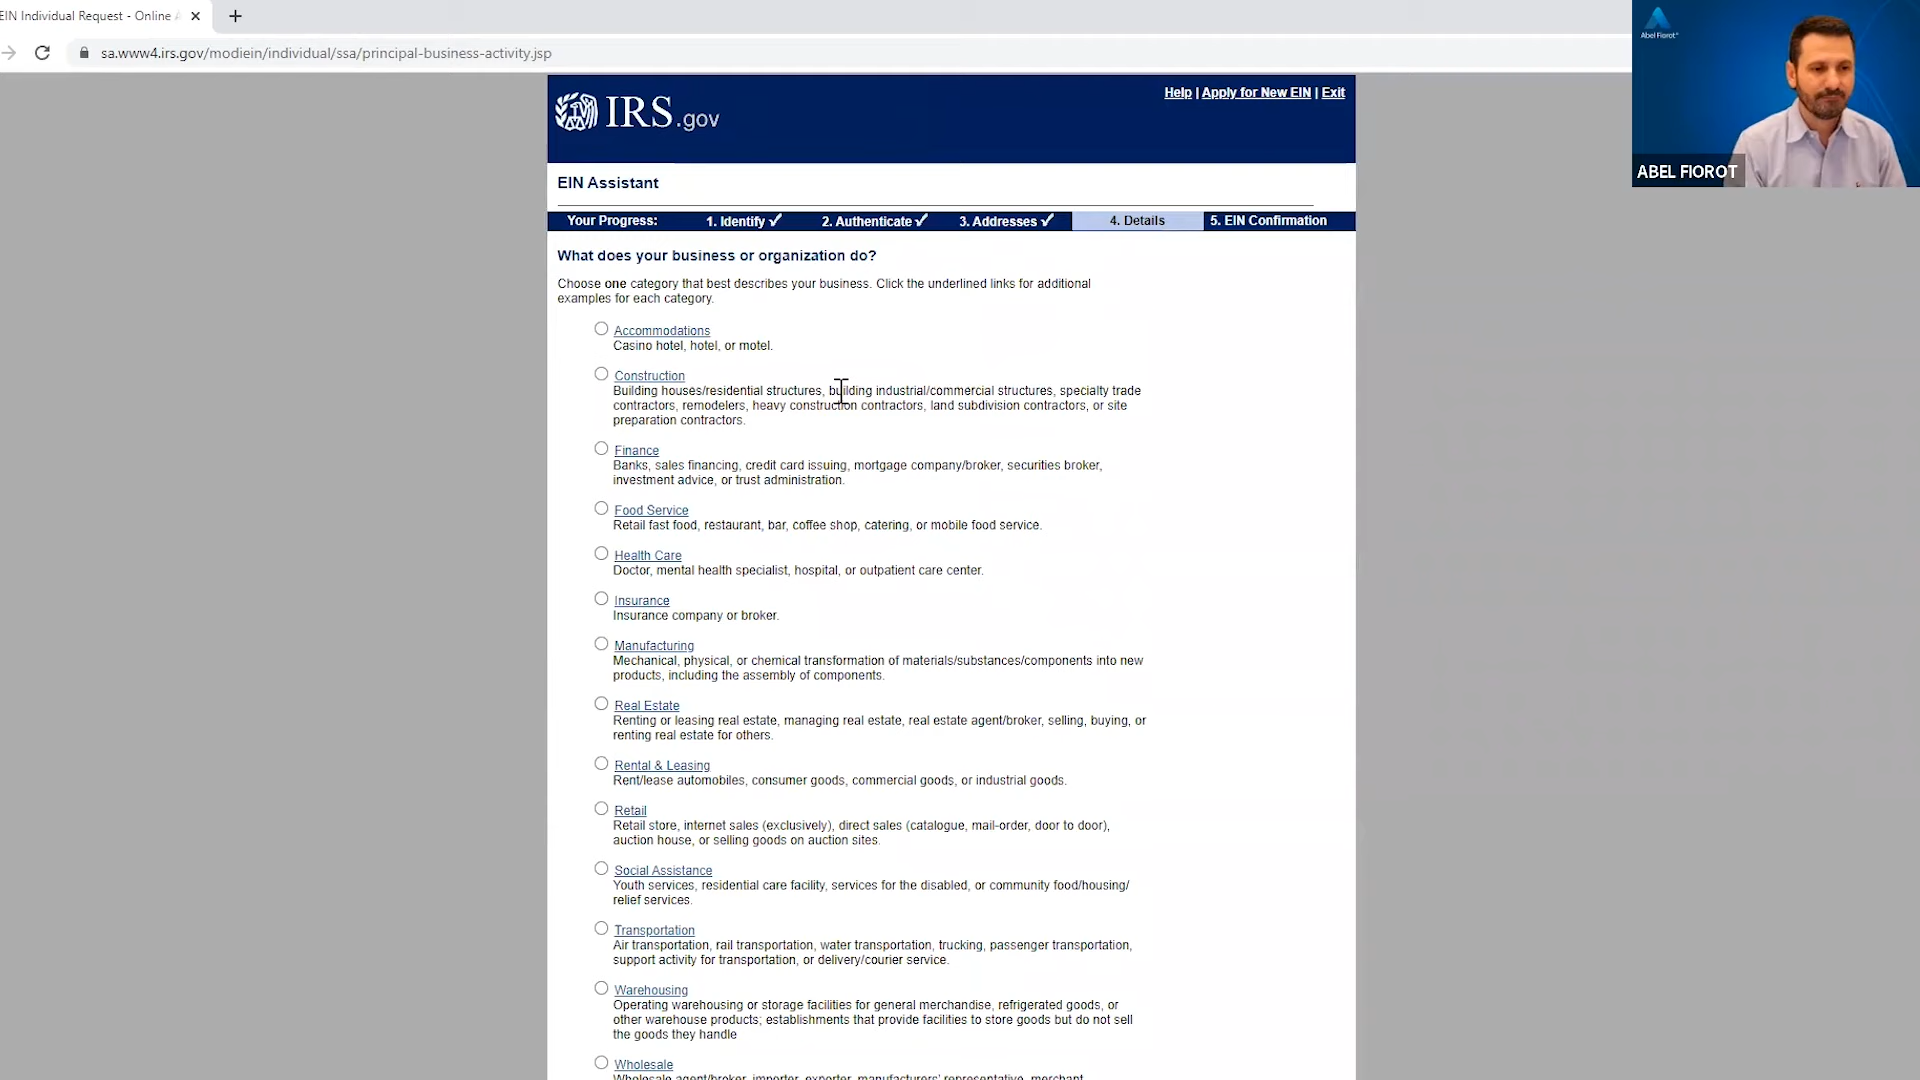 EIN Individual Request - Online
sa.www4.irs.gov/modiein/individual/ssa/principal-business-activity.jsp
Abel Fiorot
ABEL FIOROT
IRS.gov
Help | Apply for New EIN | Exit
EIN Assistant
Your Progress: 1. Identify ✓ 2. Authenticate ✓ 3. Addresses ✓ 4. Details 5. EIN Confirmation
What does your business or organization do?
Choose one category that best describes your business. Click the underlined links for additional
examples for each category.
Accommodations
Casino hotel, hotel, or motel.
Construction
Building houses/residential structures, building industrial/commercial structures, specialty trade
contractors, remodelers, heavy construction contractors, land subdivision contractors, or site
preparation contractors.
Finance
Banks, sales financing, credit card issuing, mortgage company/broker, securities broker,
investment advice, or trust administration.
Food Service
Retail fast food, restaurant, bar, coffee shop, catering, or mobile food service.
Health Care
Doctor, mental health specialist, hospital, or outpatient care center.
Insurance
Insurance company or broker.
Manufacturing
Mechanical, physical, or chemical transformation of materials/substances/components into new
products, including the assembly of components.
Real Estate
Renting or leasing real estate, managing real estate, real estate agent/broker, selling, buying, or
renting real estate for others.
Rental & Leasing
Rent/lease automobiles, consumer goods, commercial goods, or industrial goods.
Retail
Retail store, internet sales (exclusively), direct sales (catalogue, mail-order, door to door),
auction house, or selling goods on auction sites.
Social Assistance
Youth services, residential care facility, services for the disabled, or community food/housing/
relief services.
Transportation
Air transportation, rail transportation, water transportation, trucking, passenger transportation,
support activity for transportation, or delivery/courier service.
Warehousing
Operating warehousing or storage facilities for general merchandise, refrigerated goods, or
other warehouse products; establishments that provide facilities to store goods but do not sell
the goods they handle
Wholesale
Wholesale agent/broker, importer, exporter, manufacturers' representative, merchant